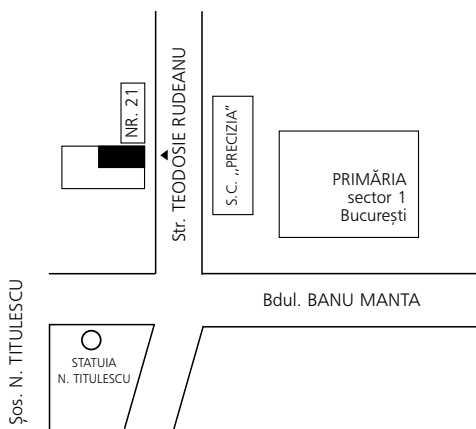 NR. 21
Str. TEODOSIE RUDEANU
S.C. „PRECIZIA”
PRIMĂRIA
sector 1
București
Bdul. BANU MANTA
Șos. N. TITULESCU
STATUIA
N. TITULESCU